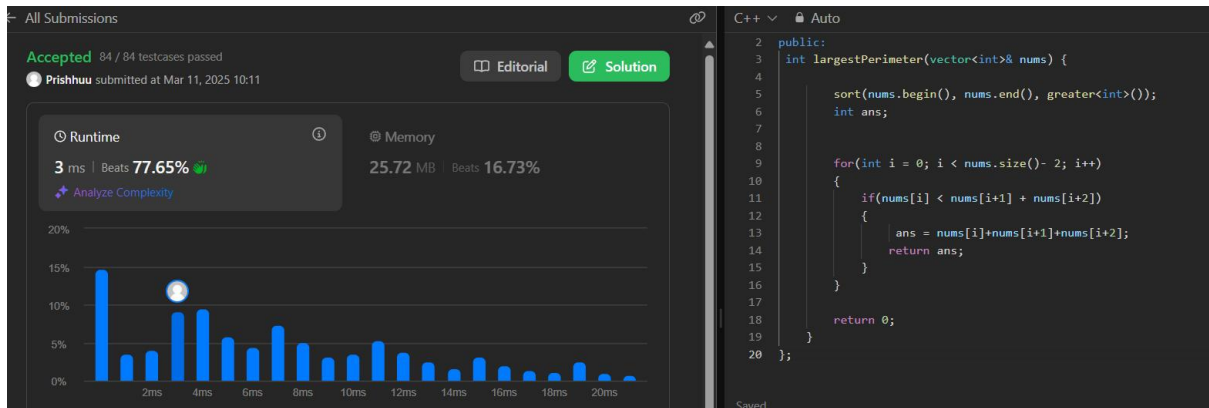 ← All Submissions
Accepted 84 / 84 testcases passed
Prishhuu submitted at Mar 11, 2025 10:11
Editorial
Solution
Runtime
3 ms | Beats 77.65%
Analyze Complexity
Memory
25.72 MB | Beats 16.73%
20%
15%
10%
5%
0%
2ms 4ms 6ms 8ms 10ms 12ms 14ms 16ms 18ms 20ms
C++ Auto
2 public:
3 int largestPerimeter(vector<int>& nums) {
4
5 sort(nums.begin(), nums.end(), greater<int>());
6 int ans;
7
8
9 for(int i = 0; i < nums.size()- 2; i++)
10 {
11 if(nums[i] < nums[i+1] + nums[i+2])
12 {
13 ans = nums[i]+nums[i+1]+nums[i+2];
14 return ans;
15 }
16 }
17
18 return 0;
19 }
20 };
Saved